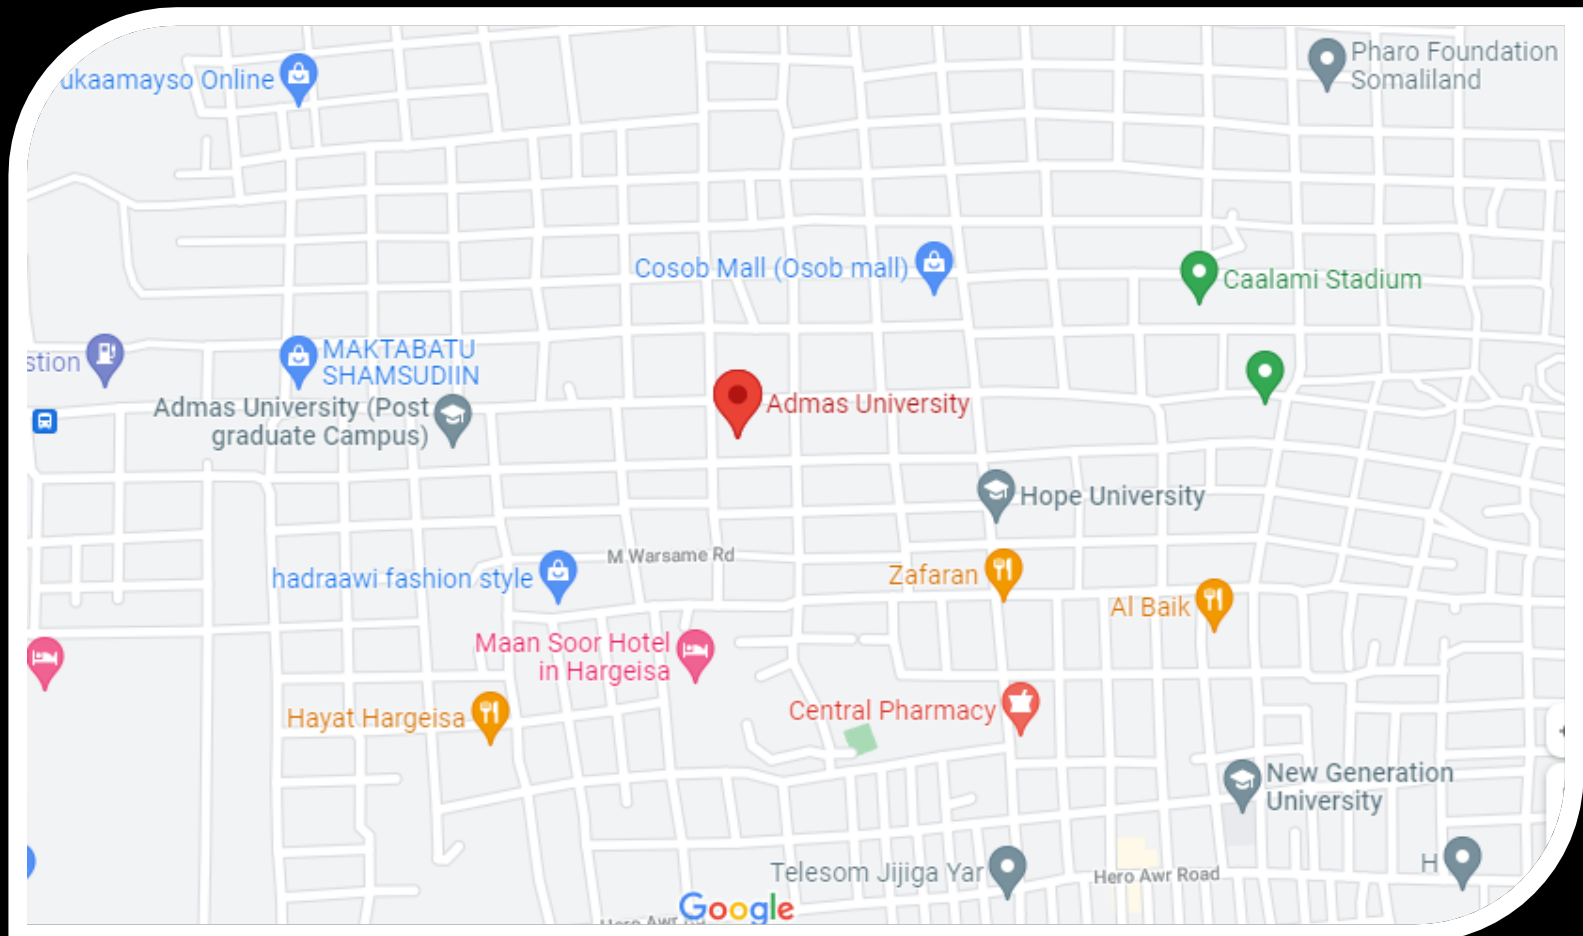 Pharo Foundation
Somaliland
ukaamayso Online
Cosob Mall (Osob mall)
Caalami Stadium
stion
MAKTABATU
SHAMSUDIIN
Admas University (Post
graduate Campus)
Admas University
Hope University
M Warsame Rd
hadraawi fashion style
Zafaran
Al Baik
Maan Soor Hotel
in Hargeisa
Hayat Hargeisa
Central Pharmacy
New Generation
University
Telesom Jijiga Yar
Hero Awr Road
H
Google
Hero Awr